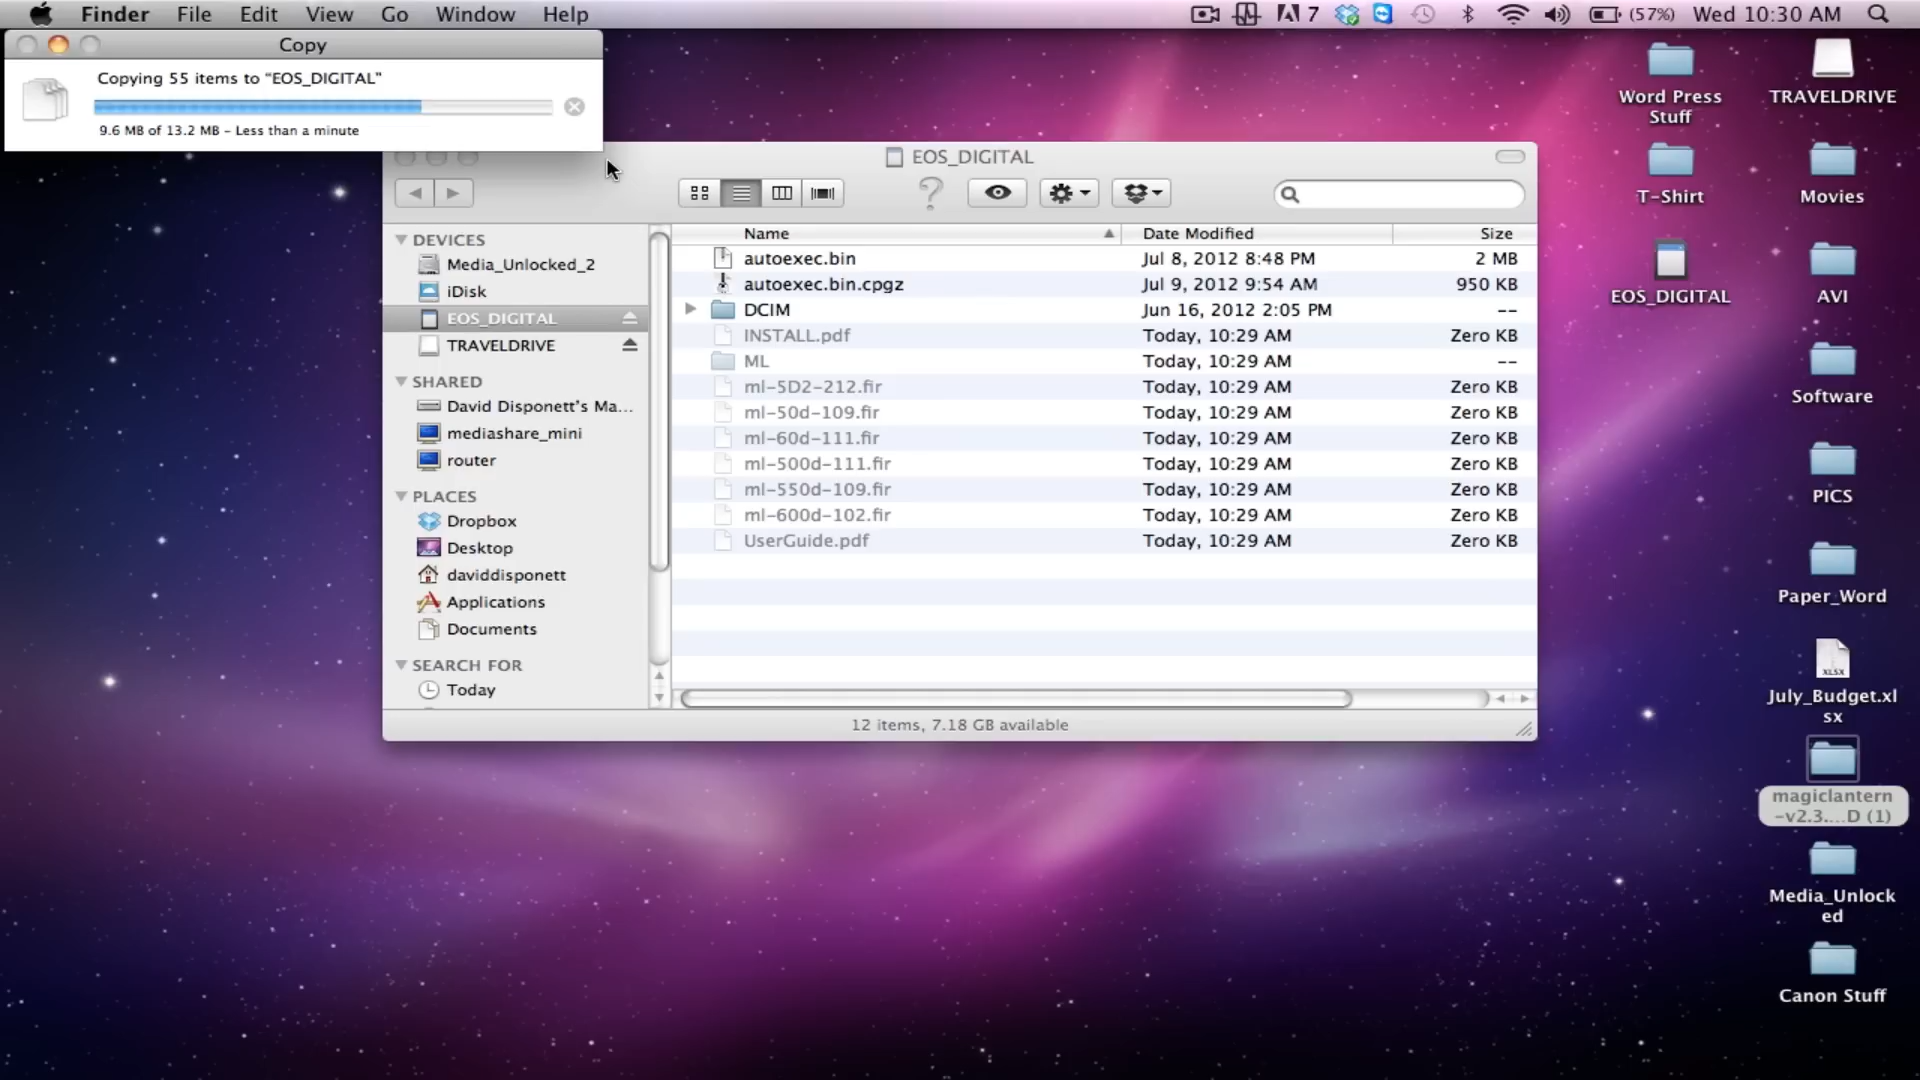 Finder File Edit View Go Window Help
7 (57%) Wed 10:30 AM
Copy
Copying 55 items to “EOS_DIGITAL”
9.6 MB of 13.2 MB – Less than a minute
EOS_DIGITAL
DEVICES
Media_Unlocked_2
iDisk
EOS_DIGITAL
TRAVELDRIVE
SHARED
David Disponett’s Ma...
mediashare_mini
router
PLACES
Dropbox
Desktop
daviddisponett
Applications
Documents
SEARCH FOR
Today
Name Date Modified Size
autoexec.bin Jul 8, 2012 8:48 PM 2 MB
autoexec.bin.cpgz Jul 9, 2012 9:54 AM 950 KB
DCIM Jun 16, 2012 2:05 PM --
INSTALL.pdf Today, 10:29 AM Zero KB
ML Today, 10:29 AM --
ml-5D2-212.fir Today, 10:29 AM Zero KB
ml-50d-109.fir Today, 10:29 AM Zero KB
ml-60d-111.fir Today, 10:29 AM Zero KB
ml-500d-111.fir Today, 10:29 AM Zero KB
ml-550d-109.fir Today, 10:29 AM Zero KB
ml-600d-102.fir Today, 10:29 AM Zero KB
UserGuide.pdf Today, 10:29 AM Zero KB
12 items, 7.18 GB available
Word Press
Stuff
T-Shirt
EOS_DIGITAL
TRAVELDRIVE
Movies
AVI
Software
PICS
Paper_Word
XLSX
July_Budget.xl
sx
magiclantern
-v2.3....D (1)
Media_Unlock
ed
Canon Stuff